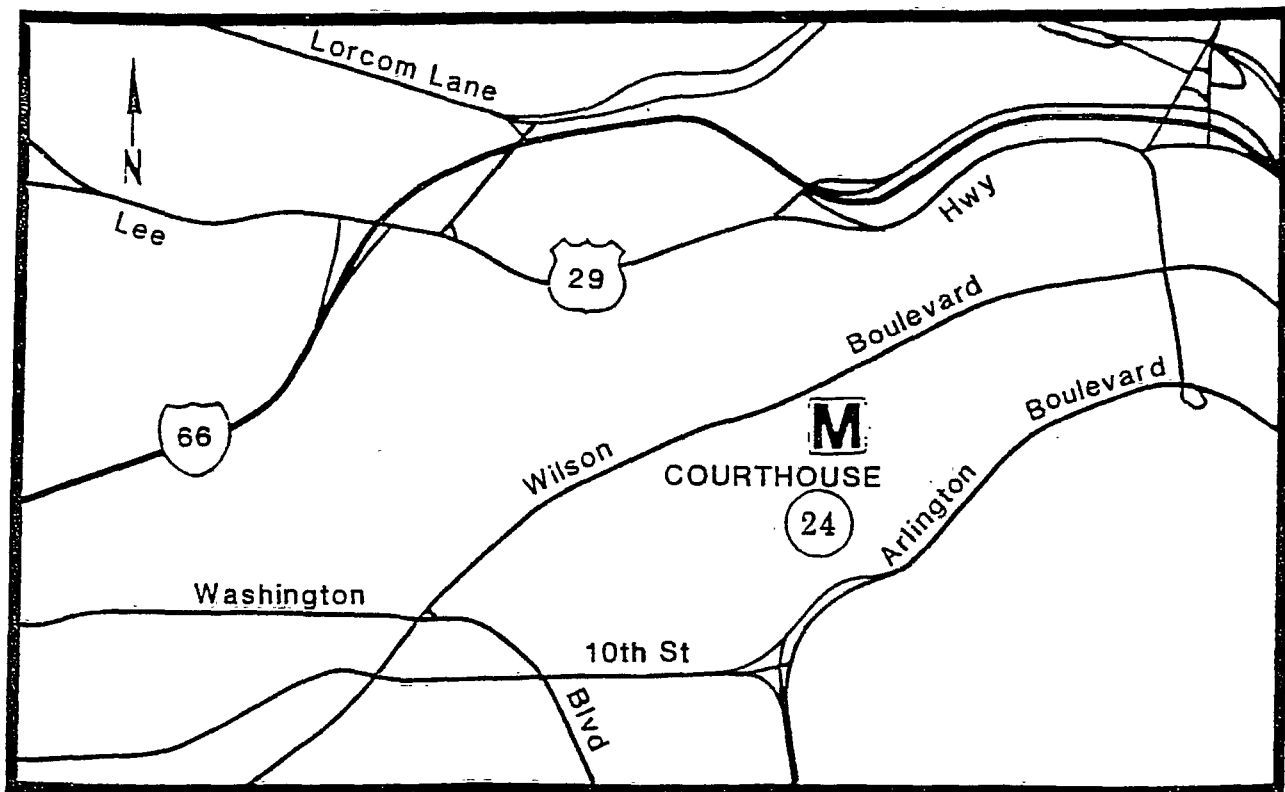 Lorcom Lane
N
Lee
29
Hwy
Boulevard
66
Boulevard
M
Wilson
COURTHOUSE
24
Arlington
Washington
10th St
Blvd